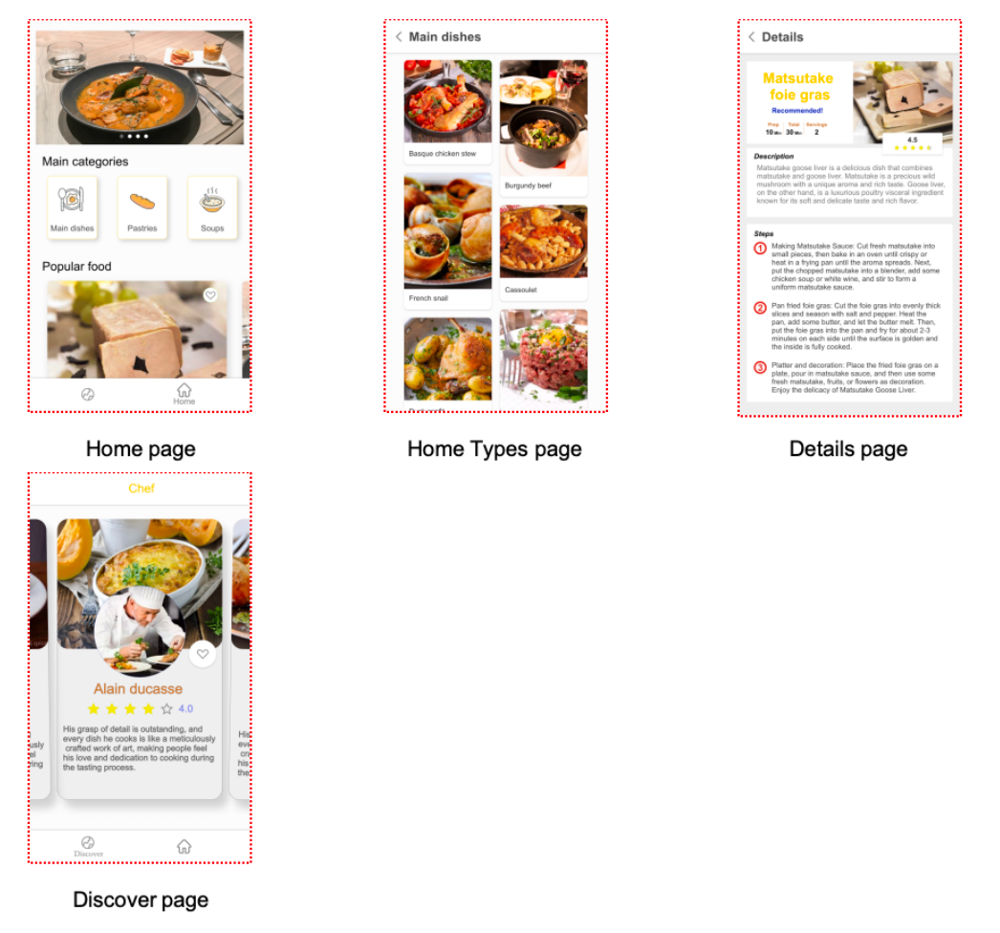 Main categories
Main dishes
Pastries
Soups
Popular food
Home
Home page
Main dishes
Basque chicken stew
Burgundy beef
French snail
Cassoulet
Home Types page
Details
Matsutake
foie gras
Recommended!
Prep Total Servings
10 Min 30 Min 2
4.5
Description
Matsutake goose liver is a delicious dish that combines
matsutake and goose liver. Matsutake is a precious wild
mushroom with a unique aroma and rich taste. Goose liver,
on the other hand, is a luxurious poultry visceral ingredient
known for its soft and delicate taste and rich flavor.
Steps
1 Making Matsutake Sauce: Cut fresh matsutake into
small pieces, then bake in an oven until crispy or
heat in a frying pan until the aroma spreads. Next,
put the chopped matsutake into a blender, add some
chicken soup or white wine, and stir to form a
uniform matsutake sauce.
2 Pan fried foie gras: Cut the foie gras into evenly thick
slices and season with salt and pepper. Heat the
pan, add some butter, and let the butter melt. Then,
put the foie gras into the pan and fry for about 2-3
minutes on each side until the surface is golden and
the inside is fully cooked.
3 Platter and decoration: Place the fried foie gras on a
plate, pour in matsutake sauce, and then use some
fresh matsutake, fruits, or flowers as decoration.
Enjoy the delicacy of Matsutake Goose Liver.
Details page
Chef
Alain ducasse
4.0
His grasp of detail is outstanding, and
every dish he cooks is like a meticulously
crafted work of art, making people feel
his love and dedication to cooking during
the tasting process.
Discover
Discover page